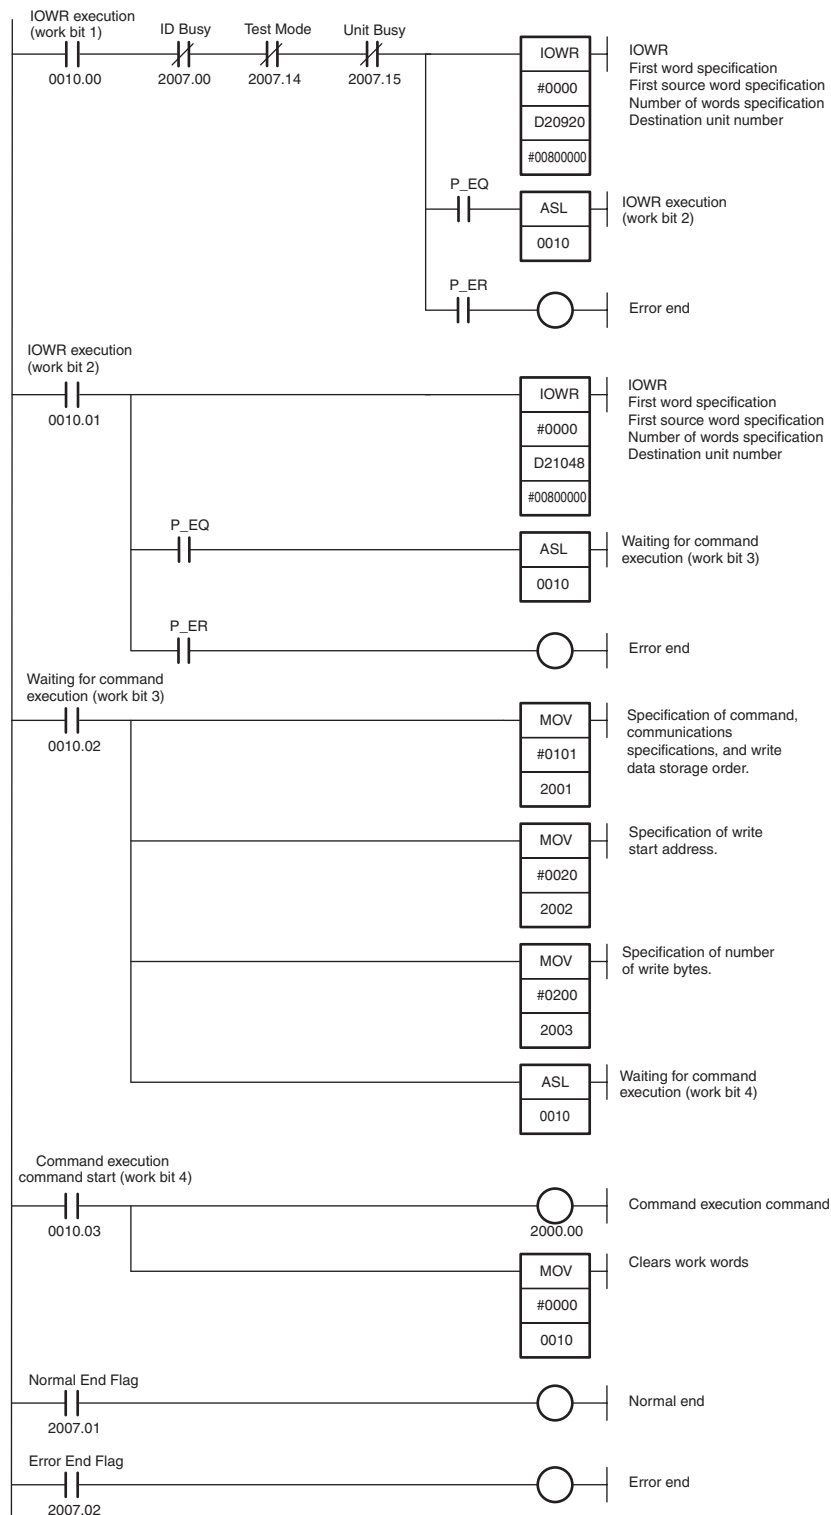 IOWR execution
(work bit 1)
ID Busy
Test Mode
Unit Busy
0010.00
2007.00
2007.14
2007.15
IOWR
#0000
D20920
#00800000
IOWR
First word specification
First source word specification
Number of words specification
Destination unit number
P_EQ
ASL
0010
IOWR execution
(work bit 2)
P_ER
Error end
IOWR execution
(work bit 2)
0010.01
IOWR
#0000
D21048
#00800000
IOWR
First word specification
First source word specification
Number of words specification
Destination unit number
P_EQ
ASL
0010
Waiting for command
execution (work bit 3)
P_ER
Error end
Waiting for command
execution (work bit 3)
0010.02
MOV
#0101
2001
Specification of command,
communications
specifications, and write
data storage order.
MOV
#0020
2002
Specification of write
start address.
MOV
#0200
2003
Specification of number
of write bytes.
ASL
0010
Waiting for command
execution (work bit 4)
Command execution
command start (work bit 4)
0010.03
2000.00
Command execution command
MOV
#0000
0010
Clears work words
Normal End Flag
2007.01
Normal end
Error End Flag
2007.02
Error end